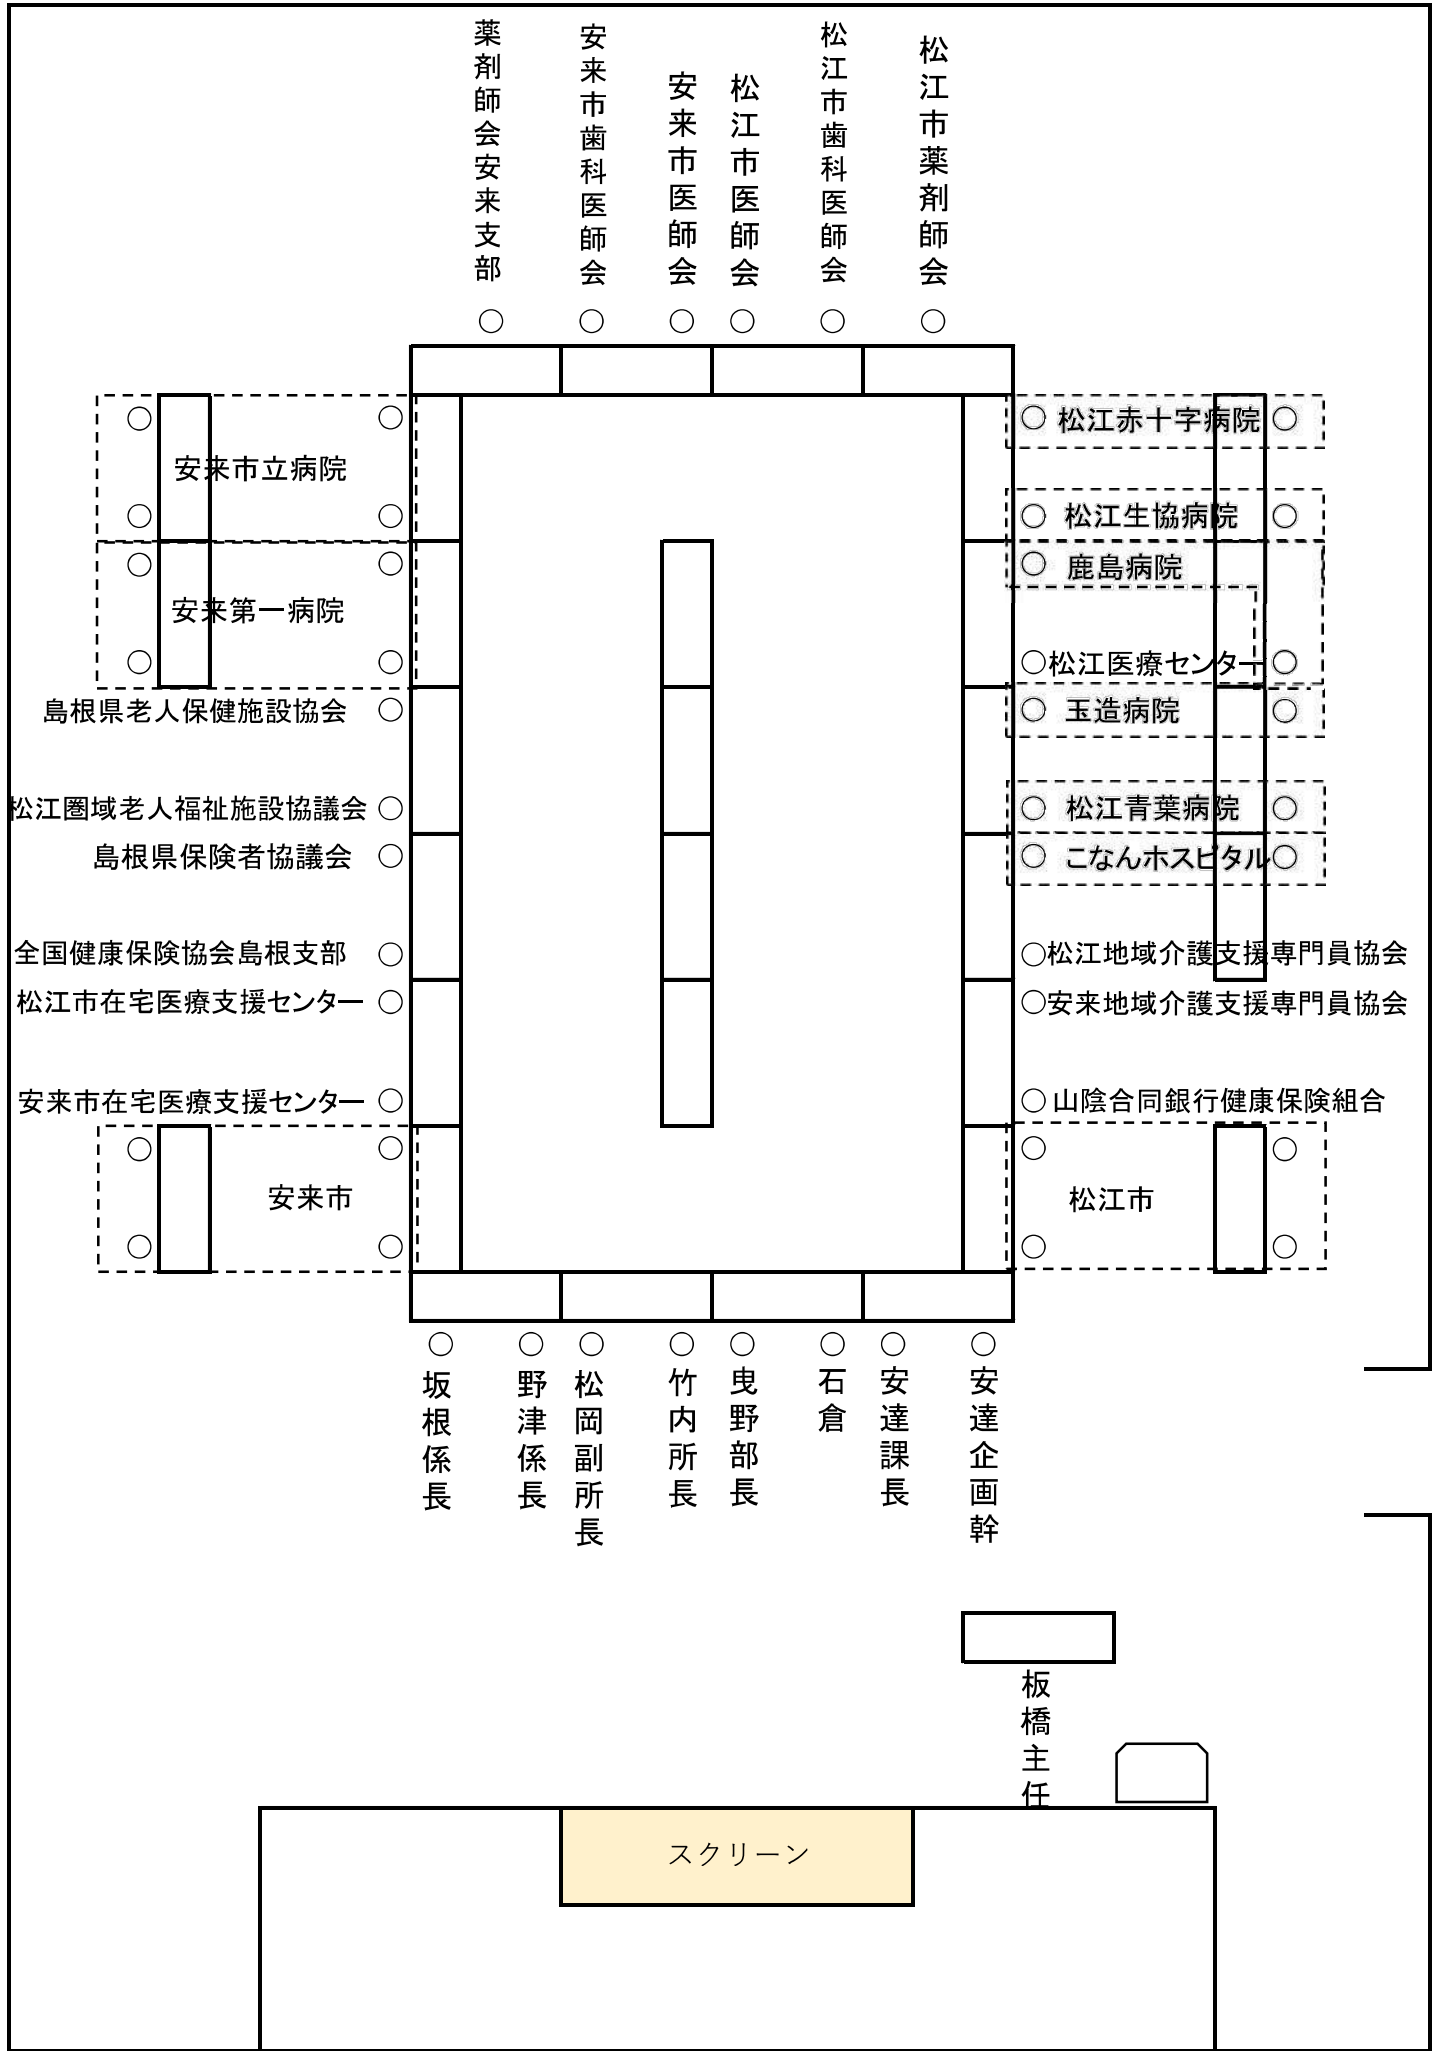 薬剤師会安来支部
安来市歯科医師会
安来市医師会
松江市医師会
松江市歯科医師会
松江市薬剤師会
安来市立病院
安来第一病院
島根県老人保健施設協会
松江圏域老人福祉施設協議会
島根県保険者協議会
全国健康保険協会島根支部
松江市在宅医療支援センター
安来市在宅医療支援センター
安来市
松江赤十字病院
松江生協病院
鹿島病院
松江医療センター
玉造病院
松江青葉病院
こなんホスピタル
松江地域介護支援専門員協会
安来地域介護支援専門員協会
山陰合同銀行健康保険組合
松江市
坂根係長
野津係長
松岡副所長
竹内所長
曳野部長
石倉
安達課長
安達企画幹
板橋主任
スクリーン